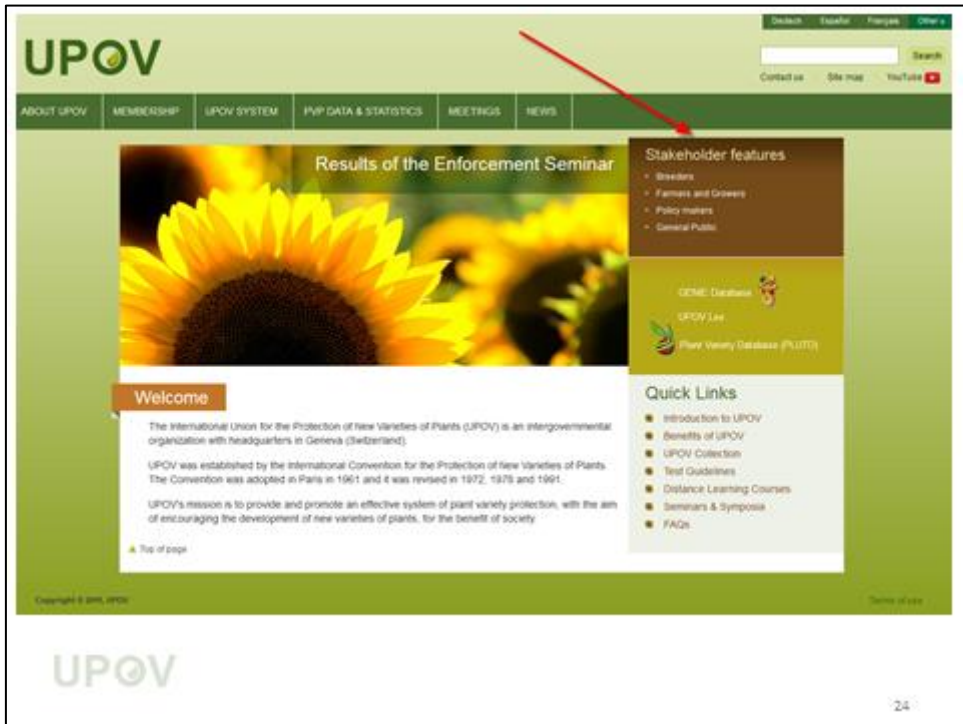 Deutsch Español Français Other
UPOV
Search
Contact us Site map YouTube
ABOUT UPOV MEMBERSHIP UPOV SYSTEM PVP DATA & STATISTICS MEETINGS NEWS
Results of the Enforcement Seminar
Stakeholder features
Breeders
Farmers and Growers
Policy makers
General Public
GENIE Database
UPOV Lex
Plant Variety Database (PLUTO)
Welcome
The International Union for the Protection of New Varieties of Plants (UPOV) is an intergovernmental
organization with headquarters in Geneva (Switzerland).
UPOV was established by the International Convention for the Protection of New Varieties of Plants
The Convention was adopted in Paris in 1961 and it was revised in 1972, 1978 and 1991.
UPOV's mission is to provide and promote an effective system of plant variety protection, with the aim
of encouraging the development of new varieties of plants, for the benefit of society.
Top of page
Quick Links
Introduction to UPOV
Benefits of UPOV
UPOV Collection
Test Guidelines
Distance Learning Courses
Seminars & Symposia
FAQs
Copyright © UPOV
Terms of use
UPOV
24